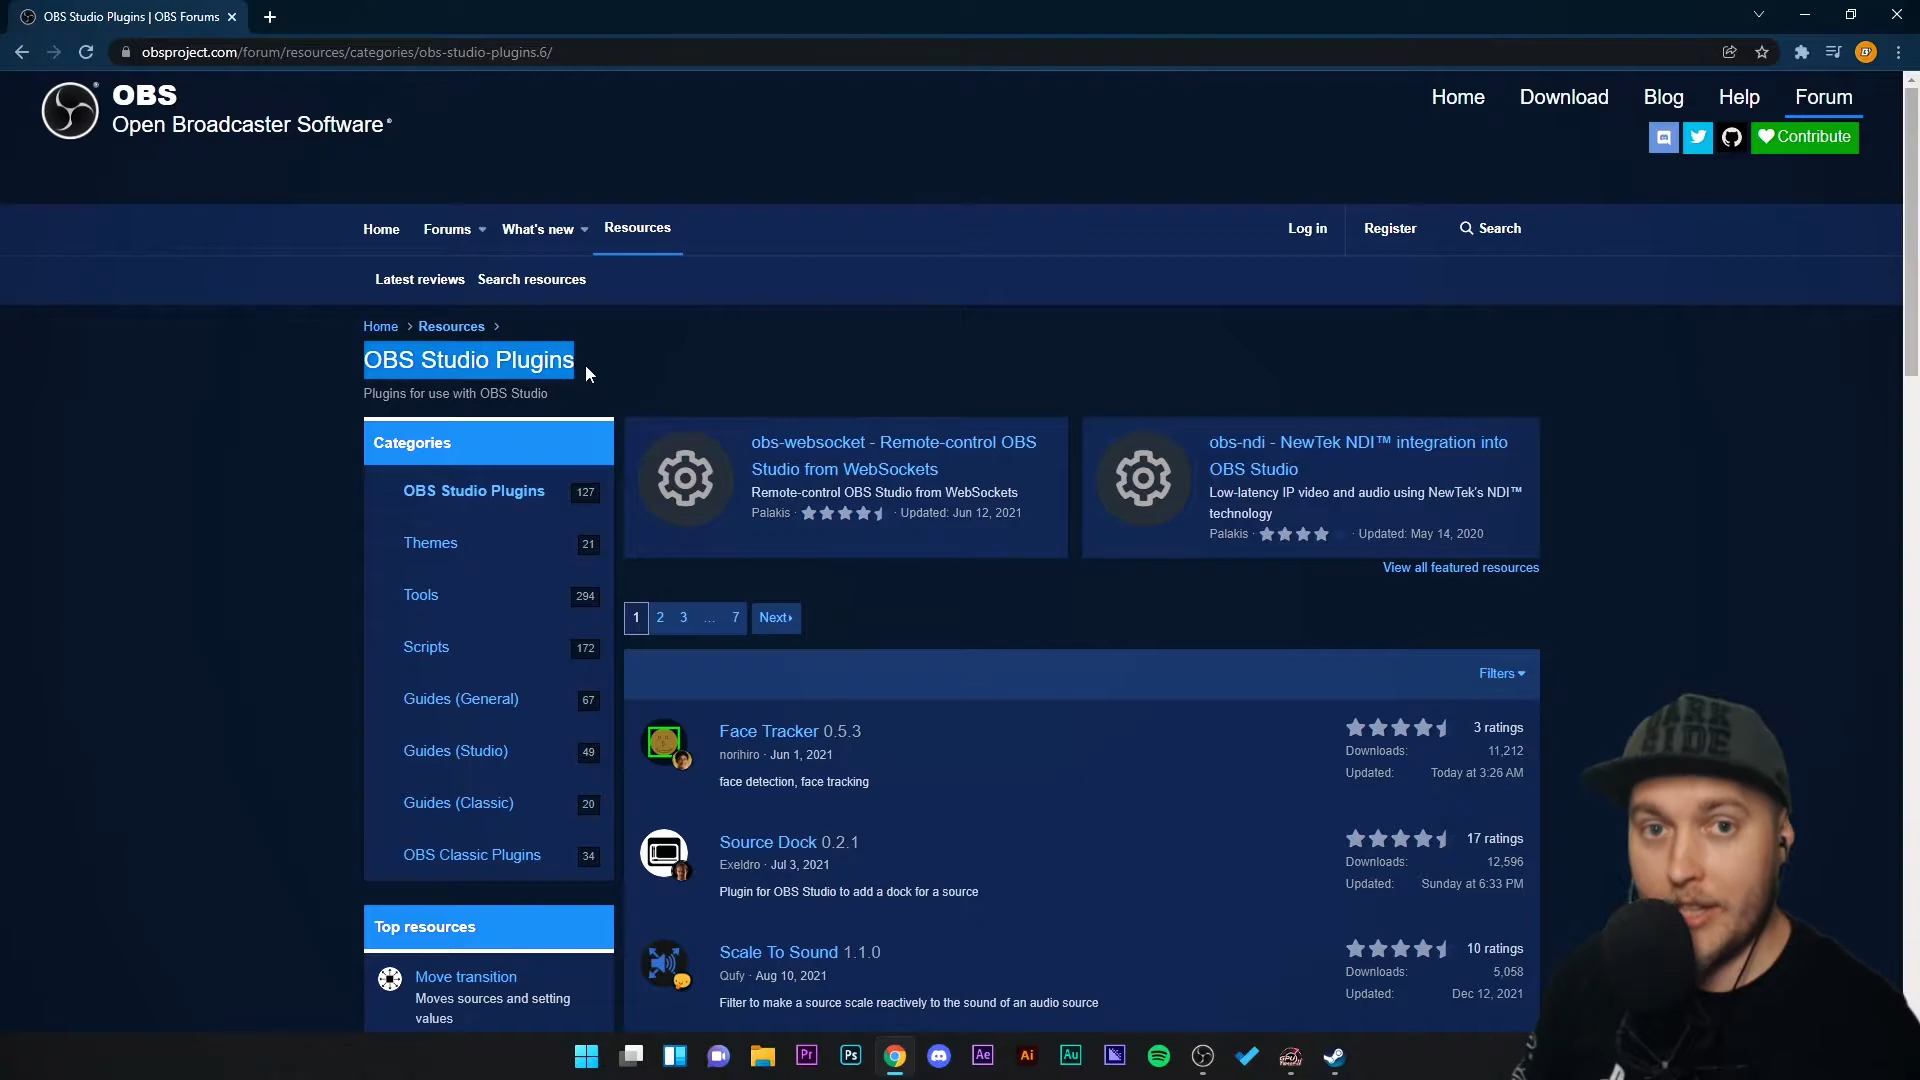 OBS Studio Plugins | OBS Forums
obsproject.com/forum/resources/categories/obs-studio-plugins.6/
OBS
Open Broadcaster Software
Home Download Blog Help Forum
Contribute
Home Forums What's new Resources Log in Register Search
Latest reviews Search resources
Home > Resources >
OBS Studio Plugins
Plugins for use with OBS Studio
Categories
OBS Studio Plugins 127
Themes 21
Tools 294
Scripts 172
Guides (General) 67
Guides (Studio) 49
Guides (Classic) 20
OBS Classic Plugins 34
Top resources
Move transition
Moves sources and setting
values
obs-websocket - Remote-control OBS
Studio from WebSockets
Remote-control OBS Studio from WebSockets
Palakis · Updated: Jun 12, 2021
obs-ndi - NewTek NDI™ integration into
OBS Studio
Low-latency IP video and audio using NewTek's NDI™
technology
Palakis · Updated: May 14, 2020
View all featured resources
1 2 3 ... 7 Next
Filters
Face Tracker 0.5.3
norihiro · Jun 1, 2021
face detection, face tracking
3 ratings
Downloads: 11,212
Updated: Today at 3:26 AM
Source Dock 0.2.1
Exeldro · Jul 3, 2021
Plugin for OBS Studio to add a dock for a source
17 ratings
Downloads: 12,596
Updated: Sunday at 6:33 PM
Scale To Sound 1.1.0
Qufy · Aug 10, 2021
Filter to make a source scale reactively to the sound of an audio source
10 ratings
Downloads: 5,058
Updated: Dec 12, 2021
DARK
SIDE
Pr Ps Ae Ai Au